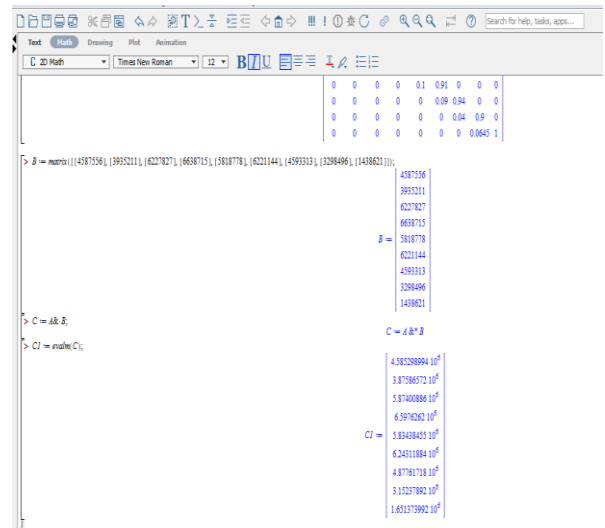 Search for help, tasks, apps...
Text Math Drawing Plot Animation
2D Math Times New Roman 12 B I U
0 0 0 0 0.1 0.91 0 0 0
0 0 0 0 0 0.09 0.94 0 0
0 0 0 0 0 0 0.04 0.9 0
0 0 0 0 0 0 0 0.0645 1
> B := matrix([[4587556], [3935211], [6227827], [6638715], [5818778], [6221144], [4593313], [3298496], [1438621]]);
4587556
3935211
6227827
6638715
B := 5818778
6221144
4593313
3298496
1438621
> C := A&·B;
C := A &* B
> C1 := evalm(C);
4.585298994 10⁶
3.87586572 10⁶
5.87400886 10⁶
6.5976262 10⁶
C1 := 5.83438455 10⁶
6.24311884 10⁶
4.87761718 10⁶
3.15237892 10⁶
1.651373992 10⁶